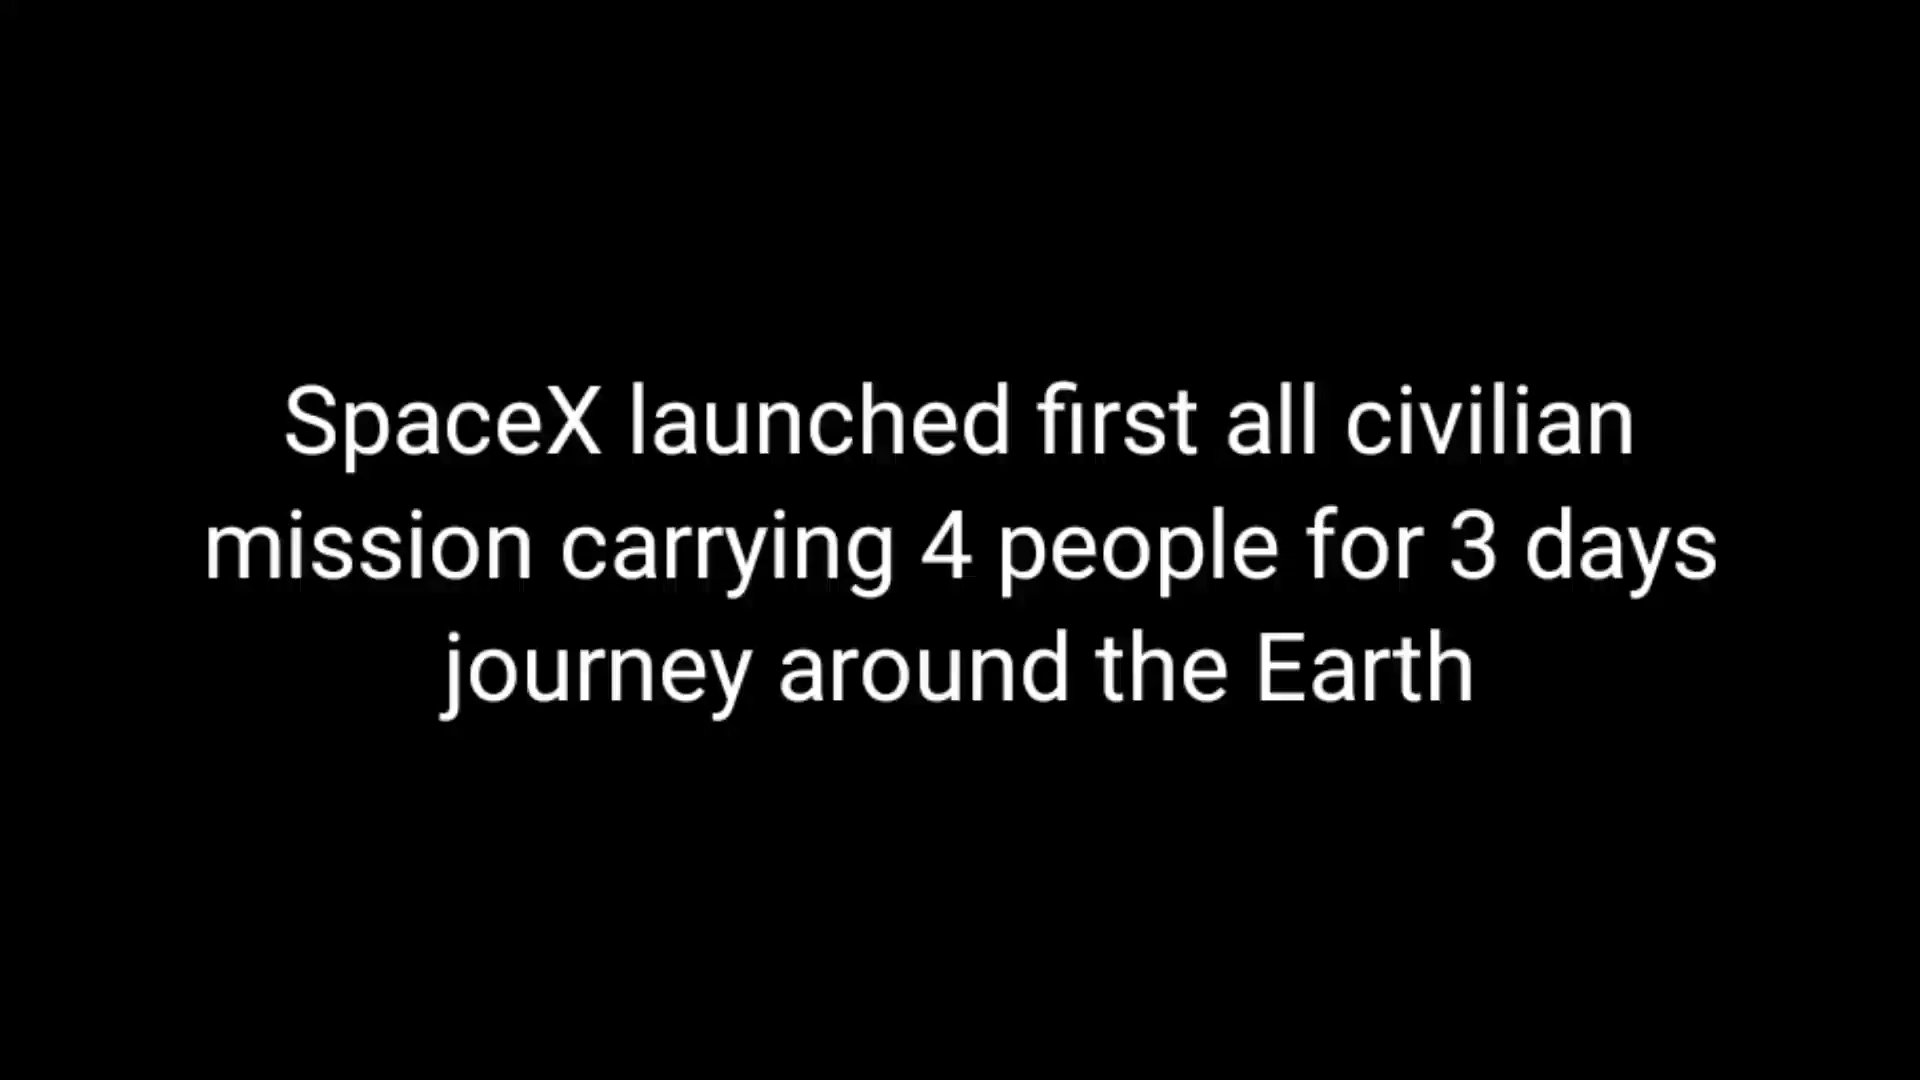 SpaceX launched first all civilian
mission carrying 4 people for 3 days
journey around the Earth